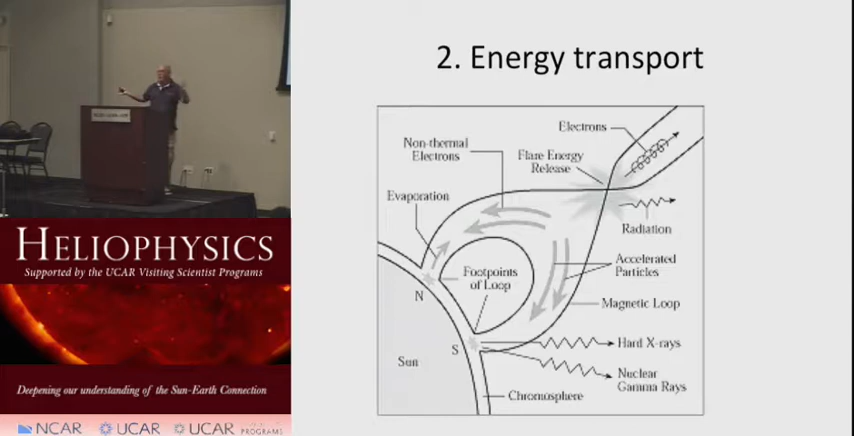 HELIOPHYSICS
Supported by the UCAR Visiting Scientist Programs
Deepening our understanding of the Sun-Earth Connection
NCAR
UCAR
UCAR
PROGRAMS
2. Energy transport
Electrons
Non-thermal
Electrons
Flare Energy
Release
Evaporation
Radiation
Footpoints
of Loop
Accelerated
Particles
N
Magnetic Loop
S
Hard X-rays
Sun
Nuclear
Gamma Rays
Chromosphere